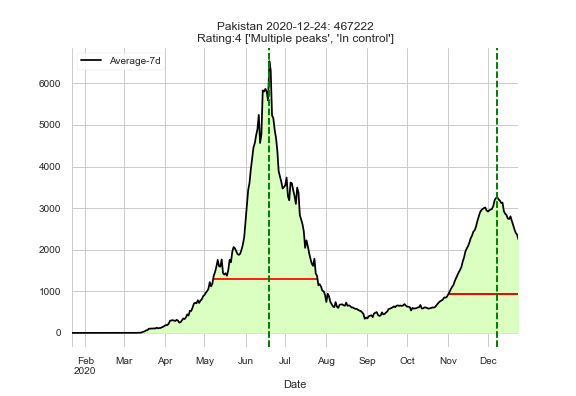 Pakistan 2020-12-24: 467222
Rating:4 ['Multiple peaks', 'In control']
Average-7d
6000
5000
4000
3000
2000
1000
0
Feb Mar Apr May Jun Jul Aug Sep Oct Nov Dec
2020
Date